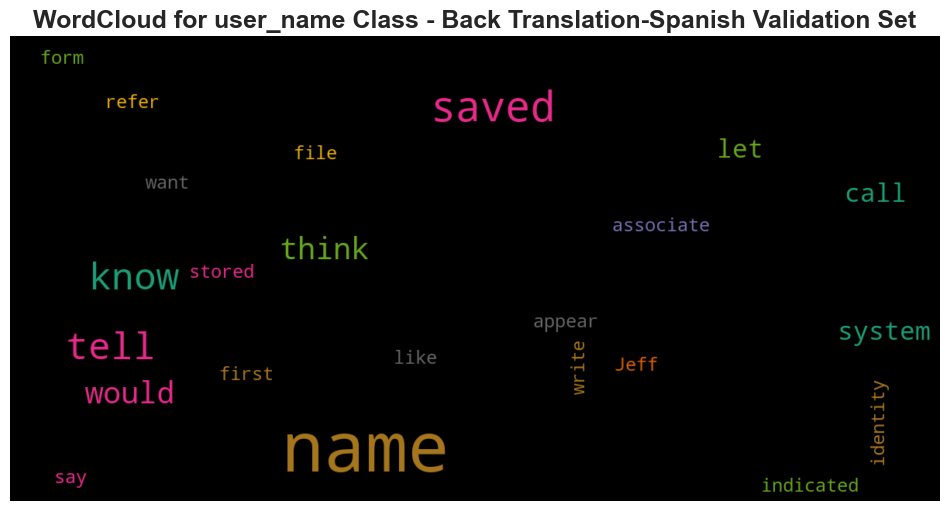 WordCloud for user_name Class - Back Translation-Spanish Validation Set
form
refer
saved
file
let
want
call
associate
think
know
stored
appear
system
tell
like
write
Jeff
first
would
identity
name
say
indicated